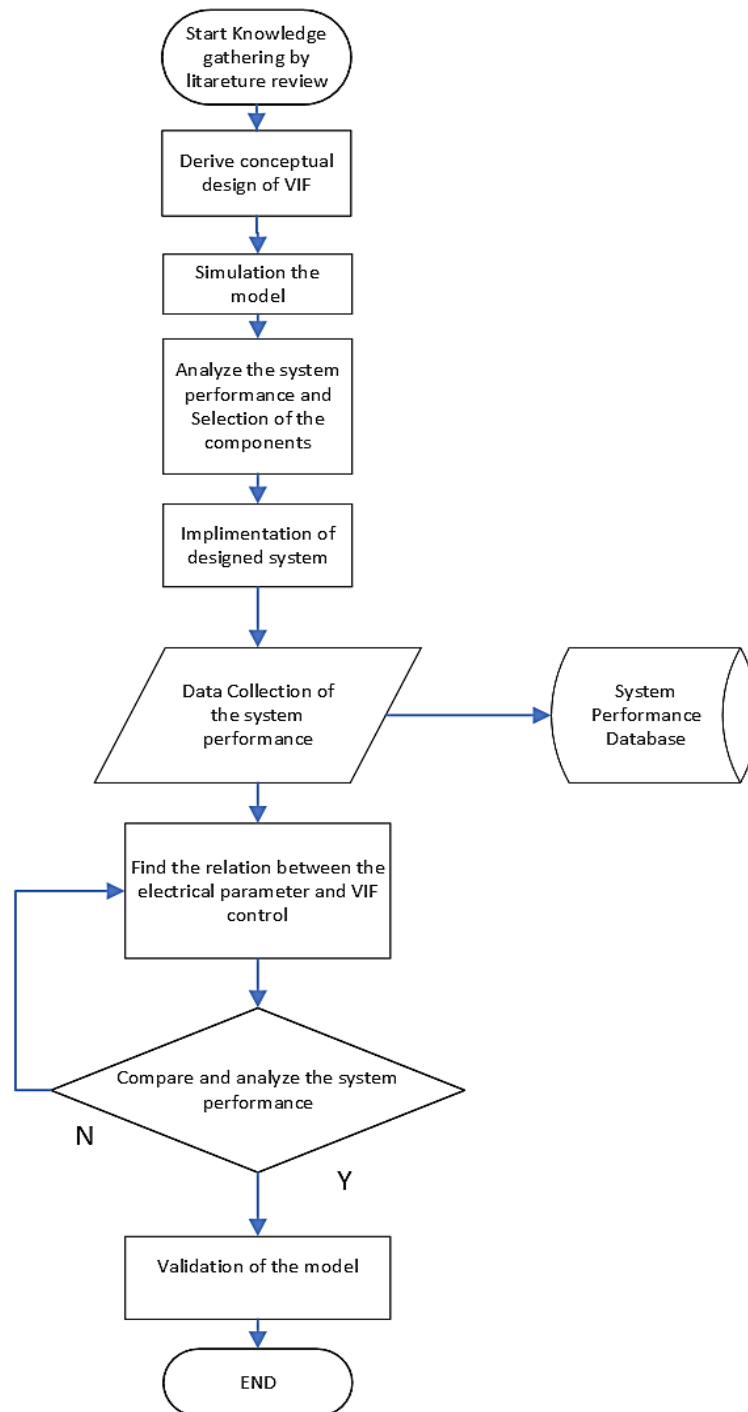 Start Knowledge
gathering by
litareture review
Derive conceptual
design of VIF
Simulation the
model
Analyze the system
performance and
Selection of the
components
Implimentation of
designed system
Data Collection of
the system
performance
System
Performance
Database
Find the relation between the
electrical parameter and VIF
control
Compare and analyze the system
performance
N
Y
Validation of the model
END